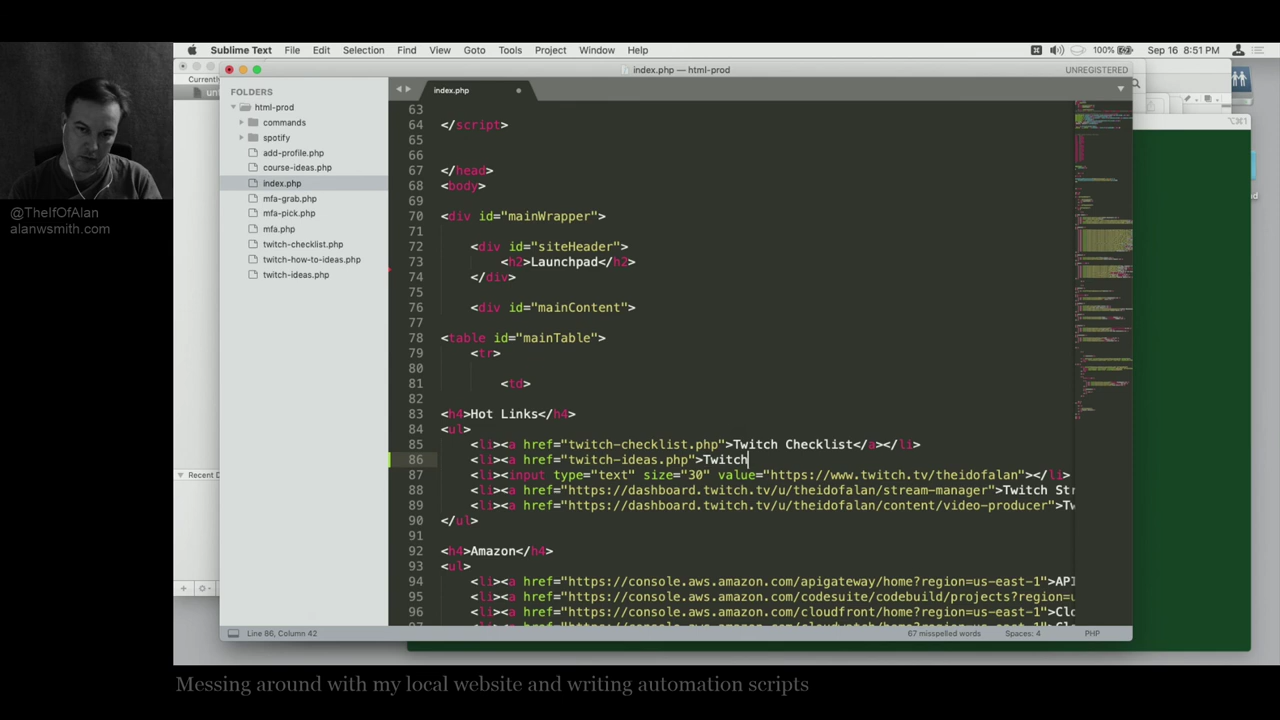 Sublime Text File Edit Selection Find View Goto Tools Project Window Help 100% Sep 16 8:51 PM
index.php — html-prod UNREGISTERED
Currently
FOLDERS
html-prod
commands
spotify
add-profile.php
course-ideas.php
index.php
mfa-grab.php
mfa-pick.php
mfa.php
twitch-checklist.php
twitch-how-to-ideas.php
twitch-ideas.php
Recent D
index.php
63
64 </script>
65
66
67 </head>
68 <body>
69
70 <div id="mainWrapper">
71
72 <div id="siteHeader">
73 <h2>Launchpad</h2>
74 </div>
75
76 <div id="mainContent">
77
78 <table id="mainTable">
79 <tr>
80
81 <td>
82
83 <h4>Hot Links</h4>
84 <ul>
85 <li><a href="twitch-checklist.php">Twitch Checklist</a></li>
86 <li><a href="twitch-ideas.php">Twitch
87 <li><input type="text" size="30" value="https://www.twitch.tv/theidofalan"></li>
88 <li><a href="https://dashboard.twitch.tv/u/theidofalan/stream-manager">Twitch Str
89 <li><a href="https://dashboard.twitch.tv/u/theidofalan/content/video-producer">Tw
90 </ul>
91
92 <h4>Amazon</h4>
93 <ul>
94 <li><a href="https://console.aws.amazon.com/apigateway/home?region=us-east-1">API
95 <li><a href="https://console.aws.amazon.com/codesuite/codebuild/projects?region=u
96 <li><a href="https://console.aws.amazon.com/cloudfront/home?region=us-east-1">Clo
Line 86, Column 42 67 misspelled words Spaces: 4 PHP
@TheIfOfAlan
alanwsmith.com
Messing around with my local website and writing automation scripts